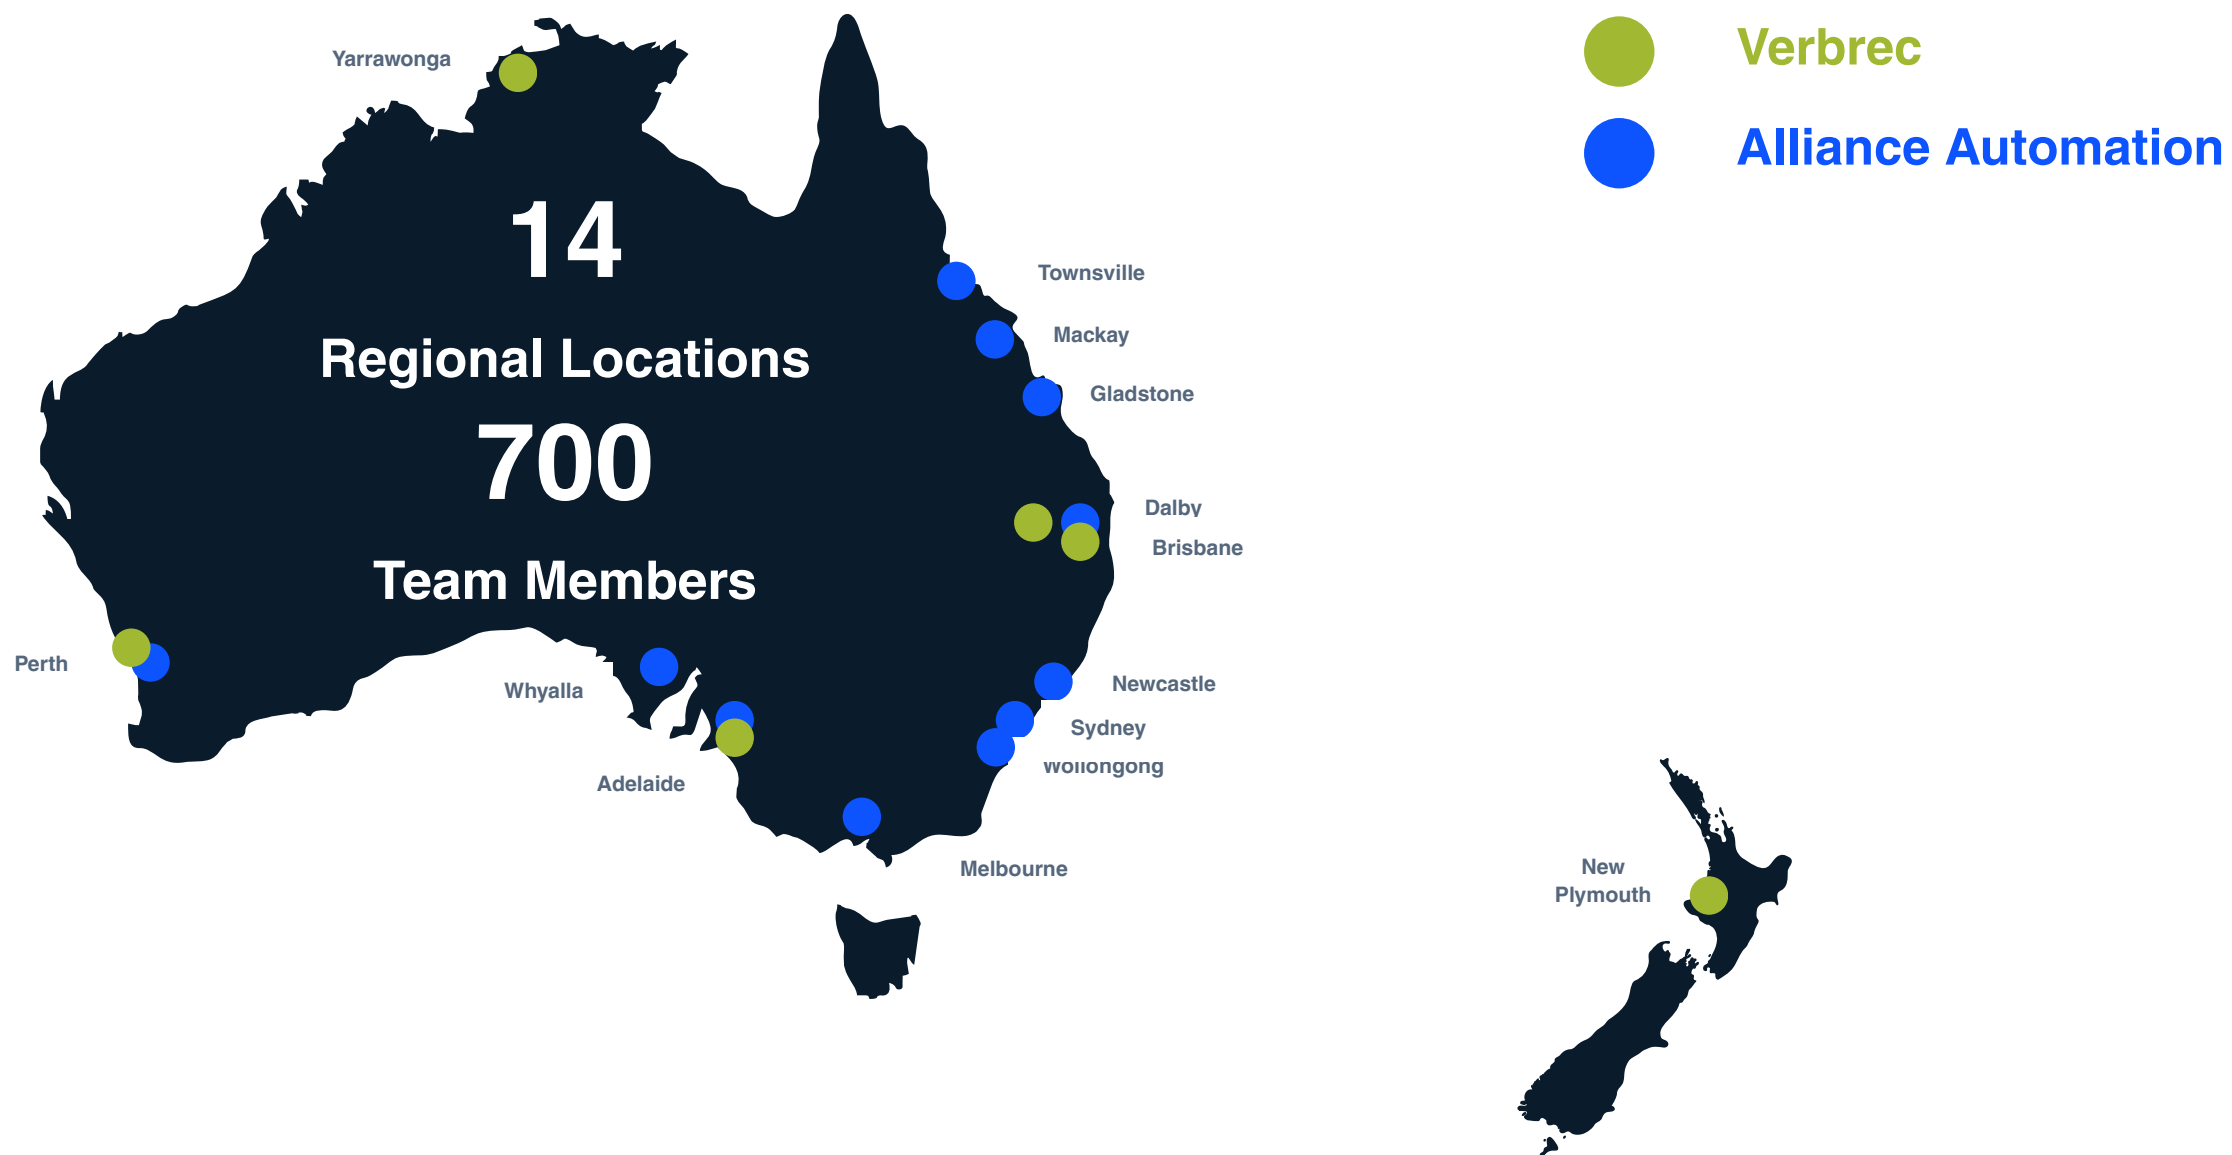 Verbrec
Alliance Automation
Yarrawonga
14
Regional Locations
700
Team Members
Townsville
Mackay
Gladstone
Dalby
Brisbane
Perth
Whyalla
Adelaide
Newcastle
Sydney
Wollongong
Melbourne
New
Plymouth